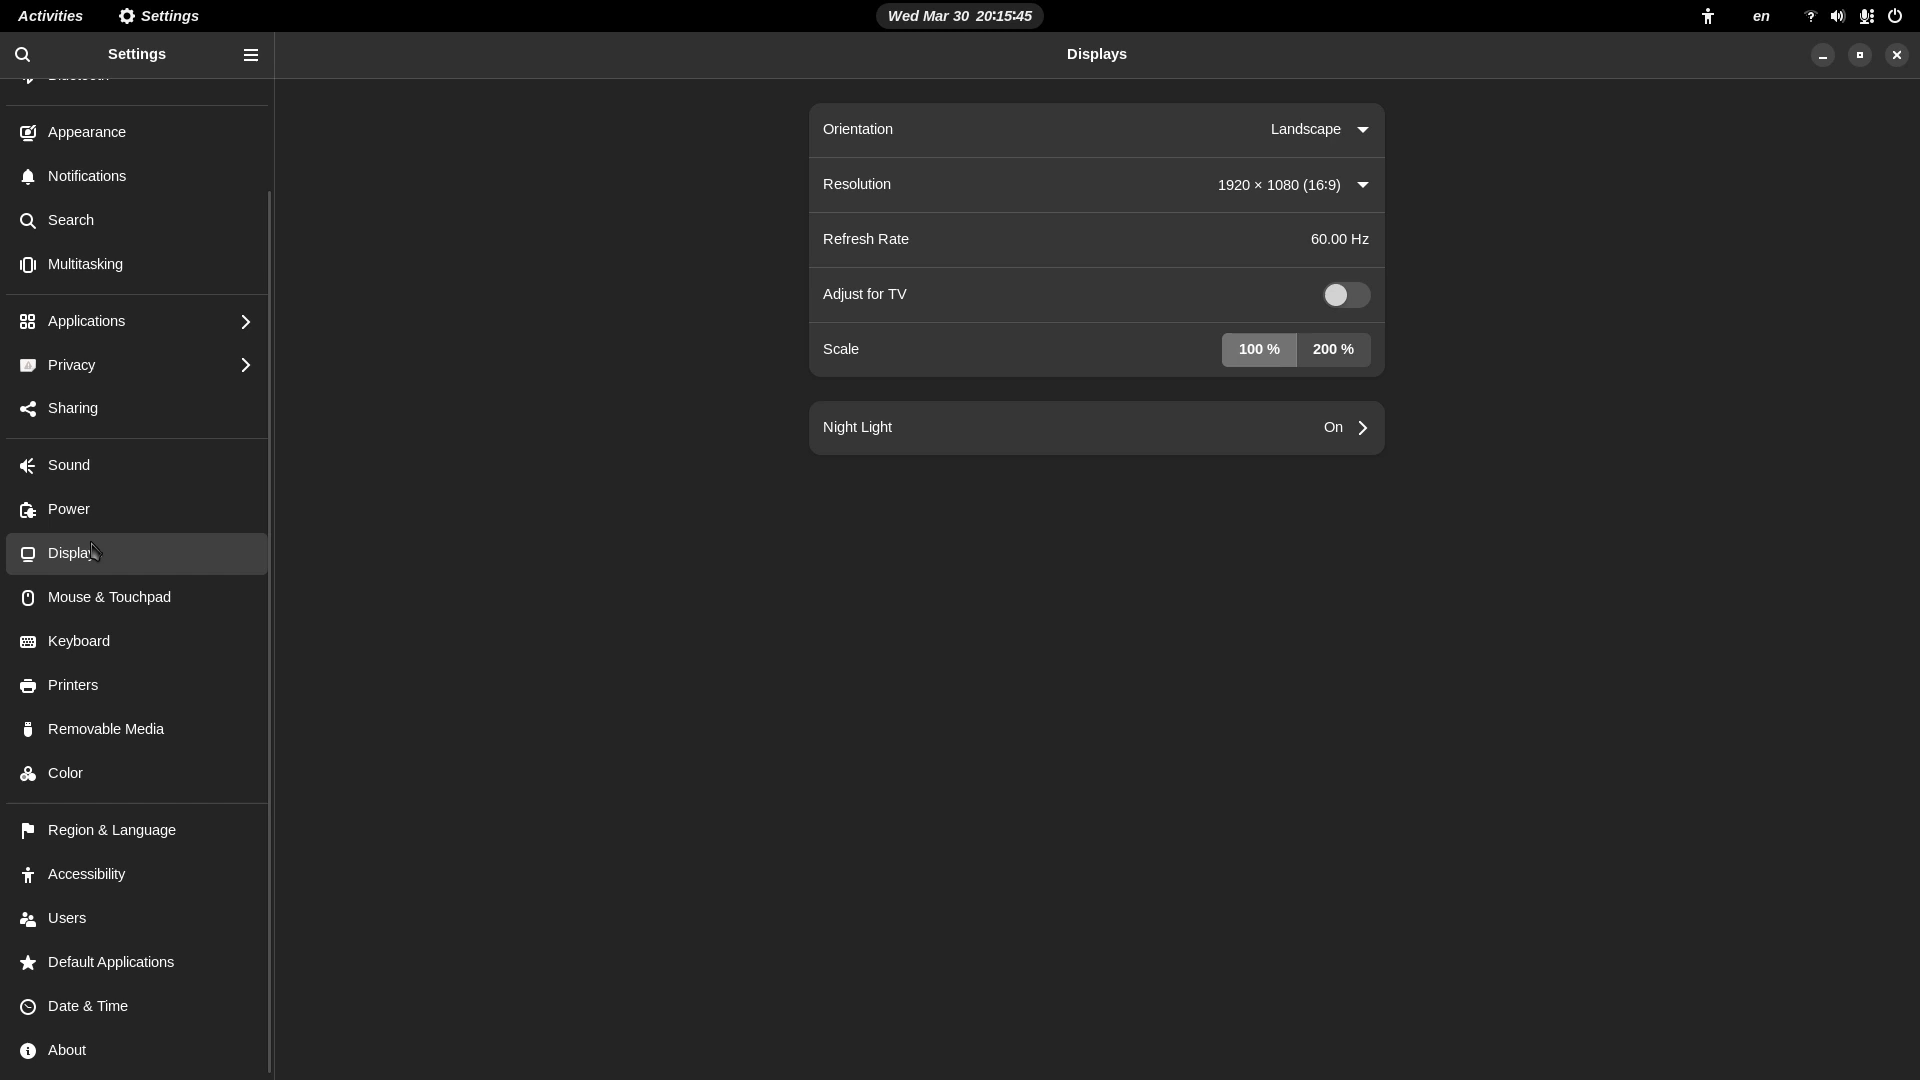 Activities
Settings
Wed Mar 30 20:15:45
en
Settings
Displays
Bluetooth
Appearance
Notifications
Search
Multitasking
Applications
Privacy
Sharing
Sound
Power
Displays
Mouse & Touchpad
Keyboard
Printers
Removable Media
Color
Region & Language
Accessibility
Users
Default Applications
Date & Time
About
Orientation
Landscape
Resolution
1920 × 1080 (16:9)
Refresh Rate
60.00 Hz
Adjust for TV
Scale
100 %
200 %
Night Light
On